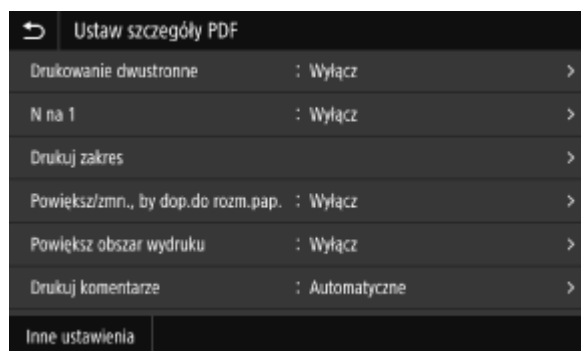 Ustaw szczegóły PDF
Drukowanie dwustronne : Wyłącz
N na 1 : Wyłącz
Drukuj zakres
Powiększ/zmn., by dop.do rozm.pap. : Wyłącz
Powiększ obszar wydruku : Wyłącz
Drukuj komentarze : Automatyczne
Inne ustawienia